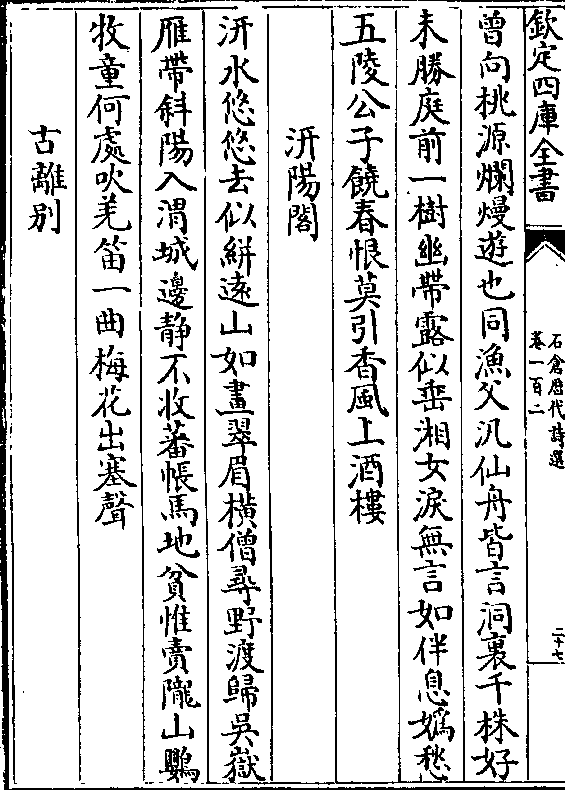 欽定四庫全書
石倉歴代詩選
卷一百二
二十七
曾向桃源爛熳遊也同漁父汎仙舟皆言洞裏千株好
未勝庭前一樹幽帶露似垂湘女淚無言如伴息媯愁
五陵公子饒春恨莫引香風上酒樓
汧陽閣
汧水悠悠去似絣逺山如畫翠眉橫僧尋野渡歸吳嶽
雁帶斜陽入渭城邊靜不收蕃帳馬地貧惟賣隴山鸚
牧童何處吹羌笛一曲梅花出塞聲
古離别